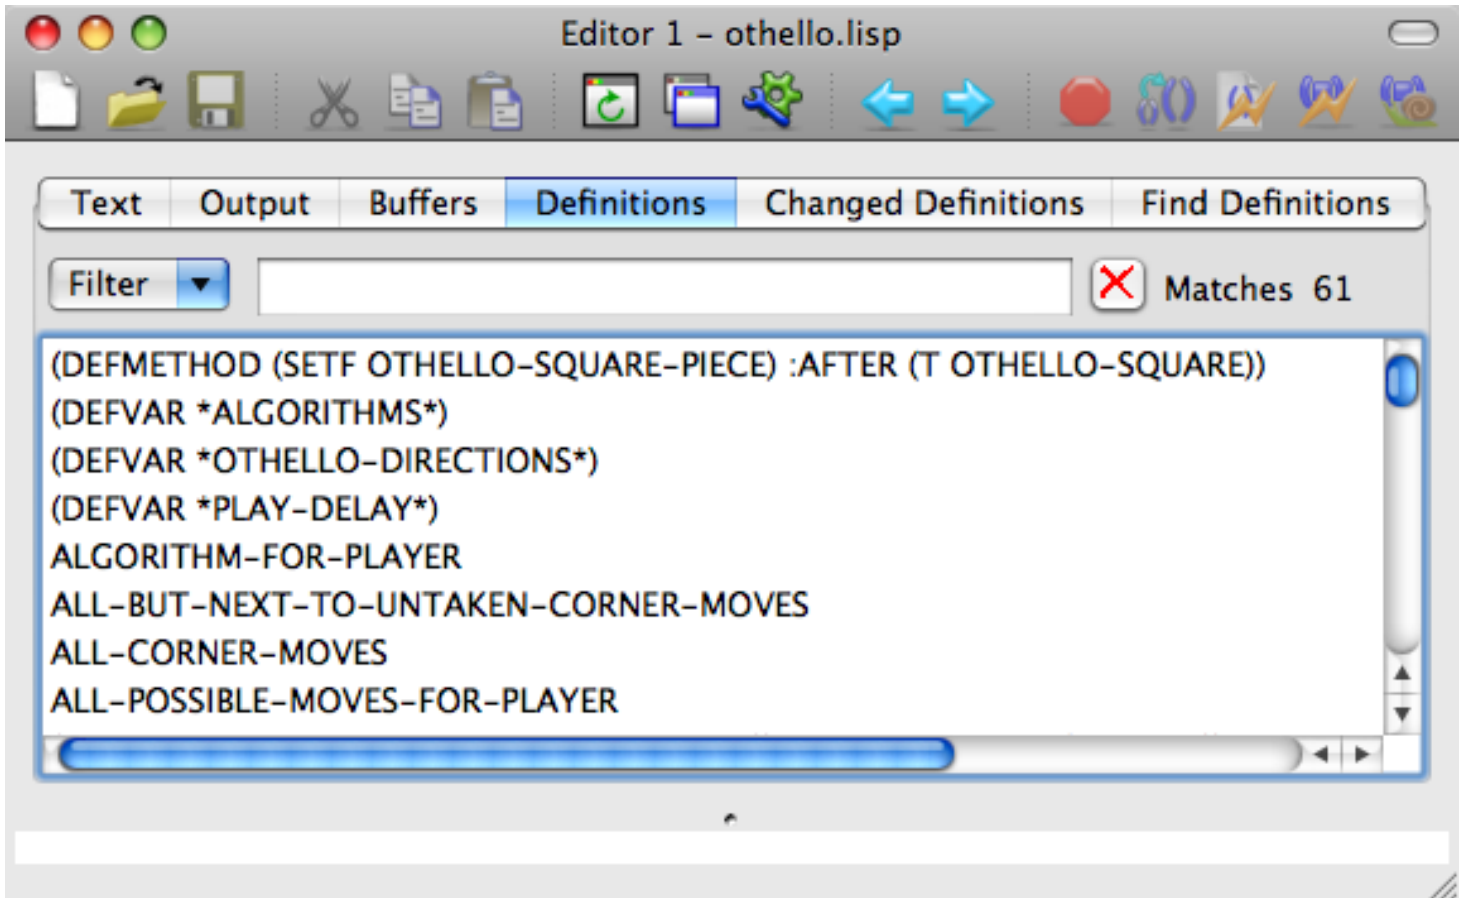 Editor 1 – othello.lisp
Text Output Buffers Definitions Changed Definitions Find Definitions
Filter Matches 61
(DEFMETHOD (SETF OTHELLO-SQUARE-PIECE) :AFTER (T OTHELLO-SQUARE))
(DEFVAR *ALGORITHMS*)
(DEFVAR *OTHELLO-DIRECTIONS*)
(DEFVAR *PLAY-DELAY*)
ALGORITHM-FOR-PLAYER
ALL-BUT-NEXT-TO-UNTAKEN-CORNER-MOVES
ALL-CORNER-MOVES
ALL-POSSIBLE-MOVES-FOR-PLAYER